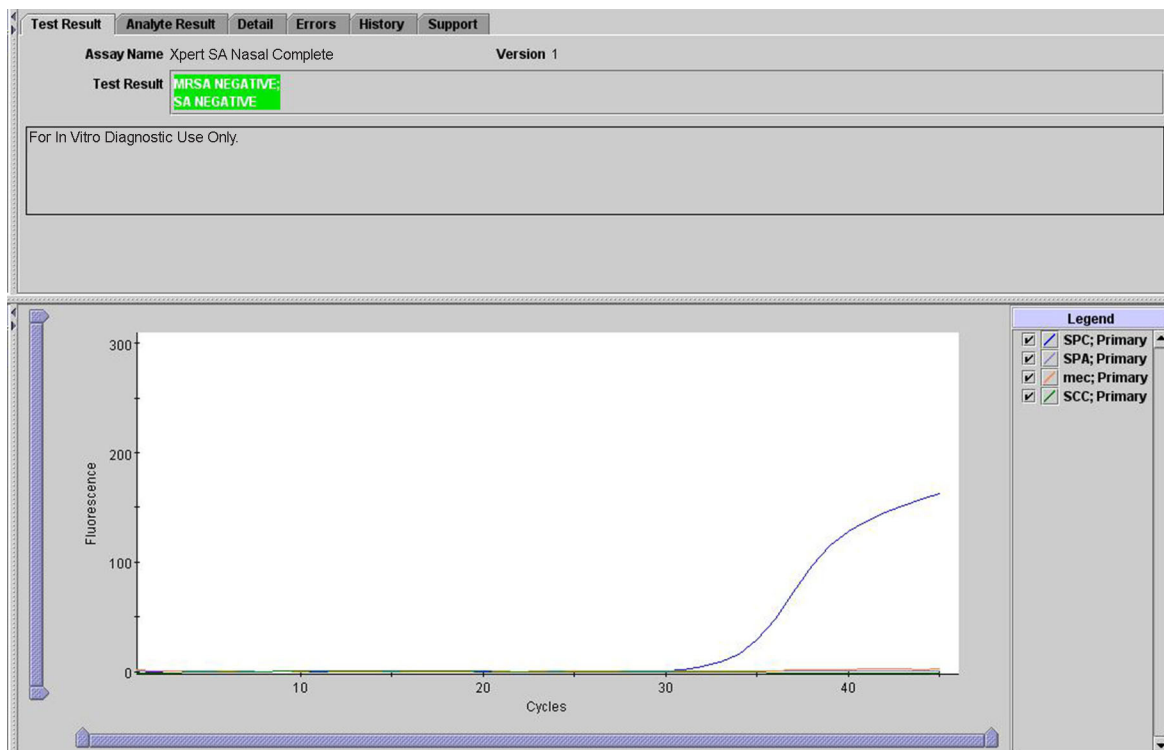 Test Result Analyte Result Detail Errors History Support
Assay Name Xpert SA Nasal Complete Version 1
Test Result MRSA NEGATIVE;
SA NEGATIVE
For In Vitro Diagnostic Use Only.
Legend
SPC; Primary
SPA; Primary
mec; Primary
SCC; Primary
Fluorescence
300
200
100
0
10 20 30 40
Cycles